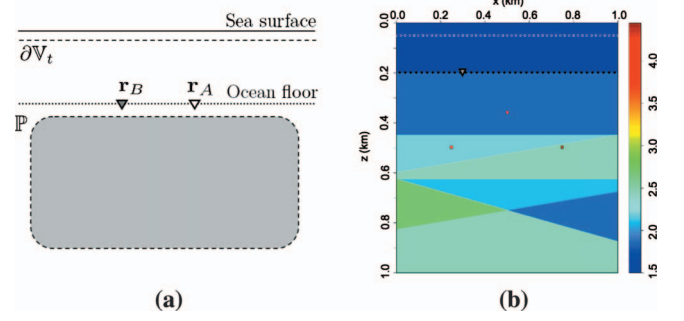 Sea surface
∂𝕍ₜ
r_B r_A Ocean floor
ℙ
(a)
x (km)
0.0 0.2 0.4 0.6 0.8 1.0
0.0
0.2
0.4
0.6
0.8
1.0
z (km)
4.0
3.5
3.0
2.5
2.0
1.5
(b)